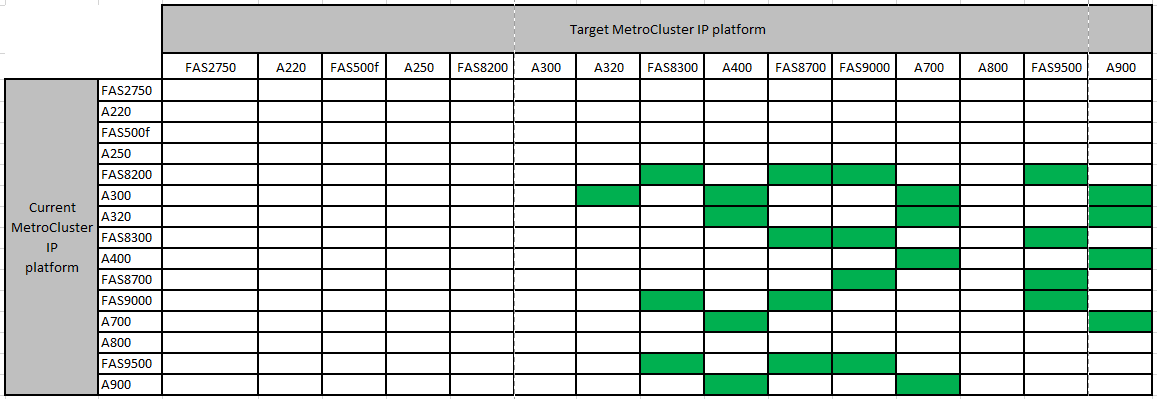 Target MetroCluster IP platform
FAS2750 A220 FAS500f A250 FAS8200 A300 A320 FAS8300 A400 FAS8700 FAS9000 A700 A800 FAS9500 A900
Current
MetroCluster
IP
platform
FAS2750
A220
FAS500f
A250
FAS8200
A300
A320
FAS8300
A400
FAS8700
FAS9000
A700
A800
FAS9500
A900